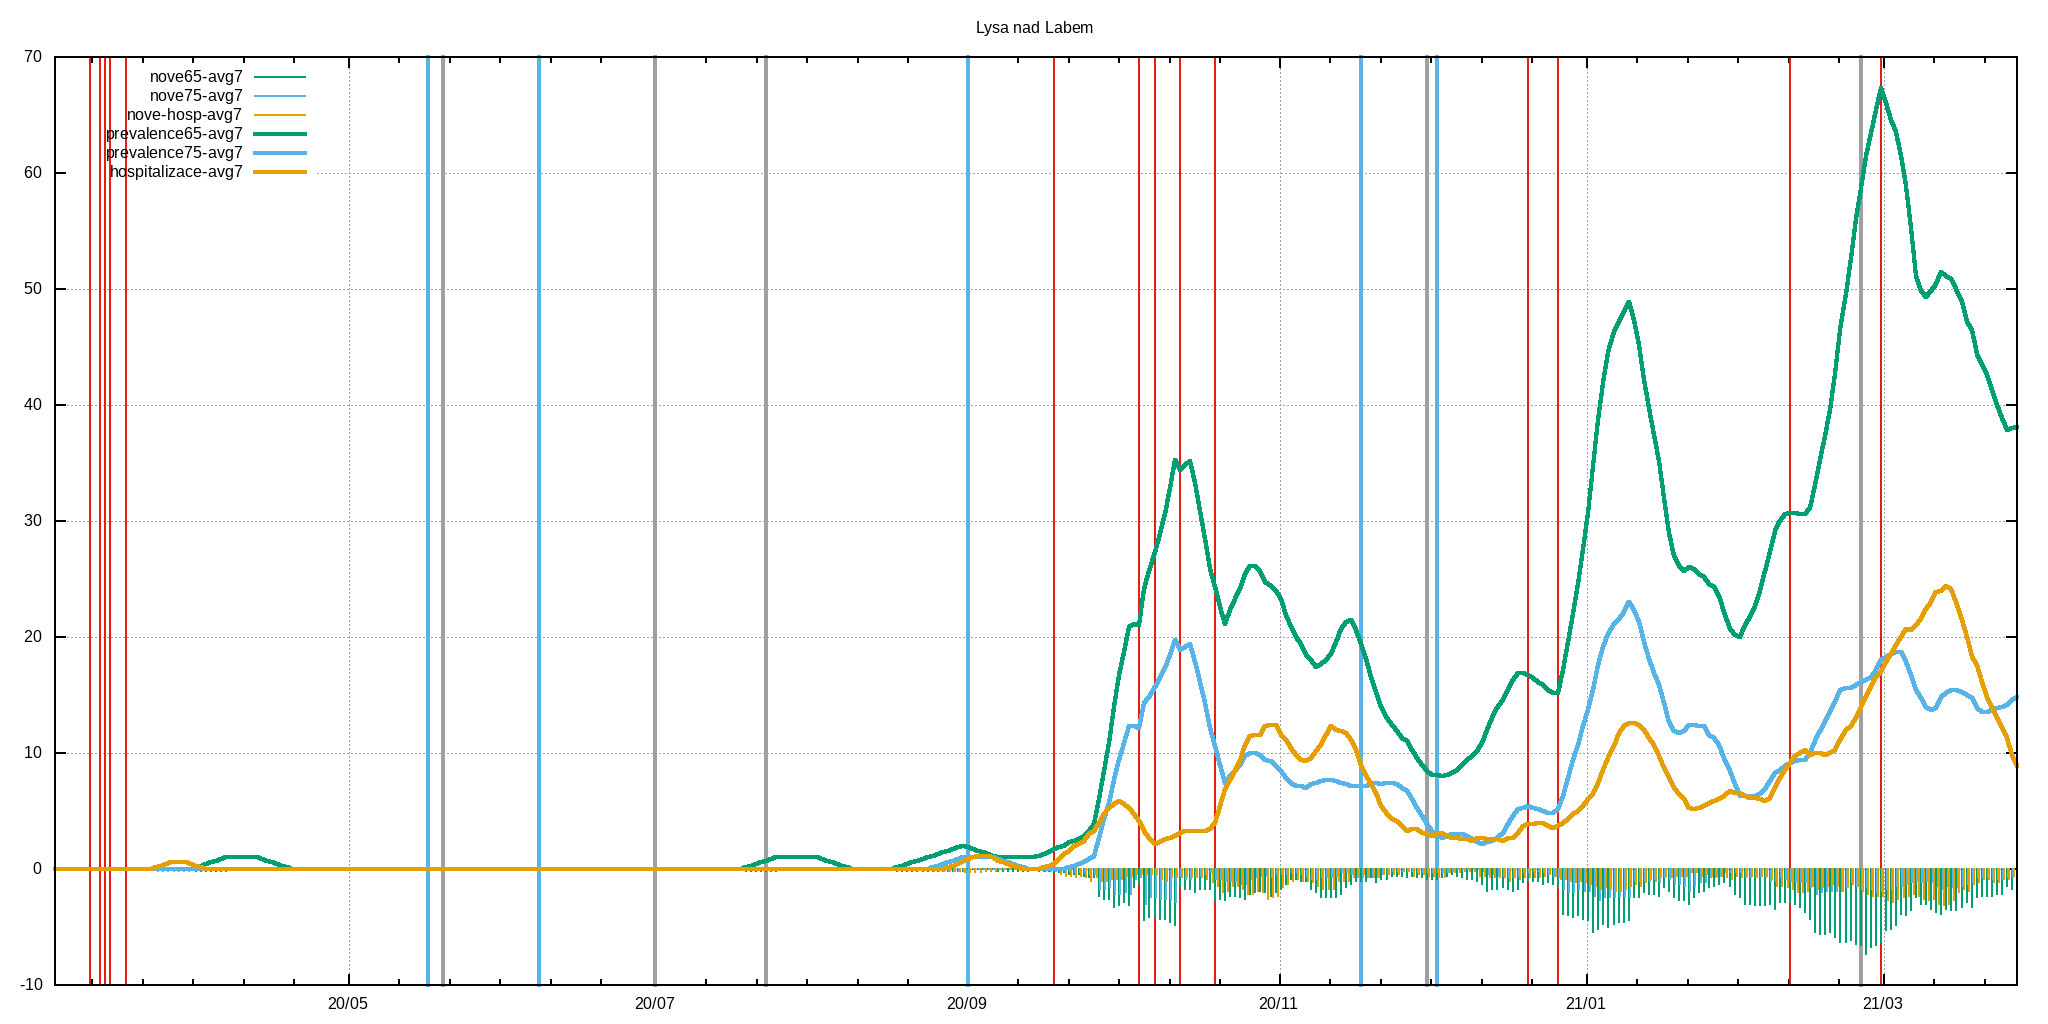 Lysa nad Labem
70
60
50
40
30
20
10
0
-10
nove65-avg7
nove75-avg7
nove-hosp-avg7
prevalence65-avg7
prevalence75-avg7
hospitalizace-avg7
20/05 20/07 20/09 20/11 21/01 21/03